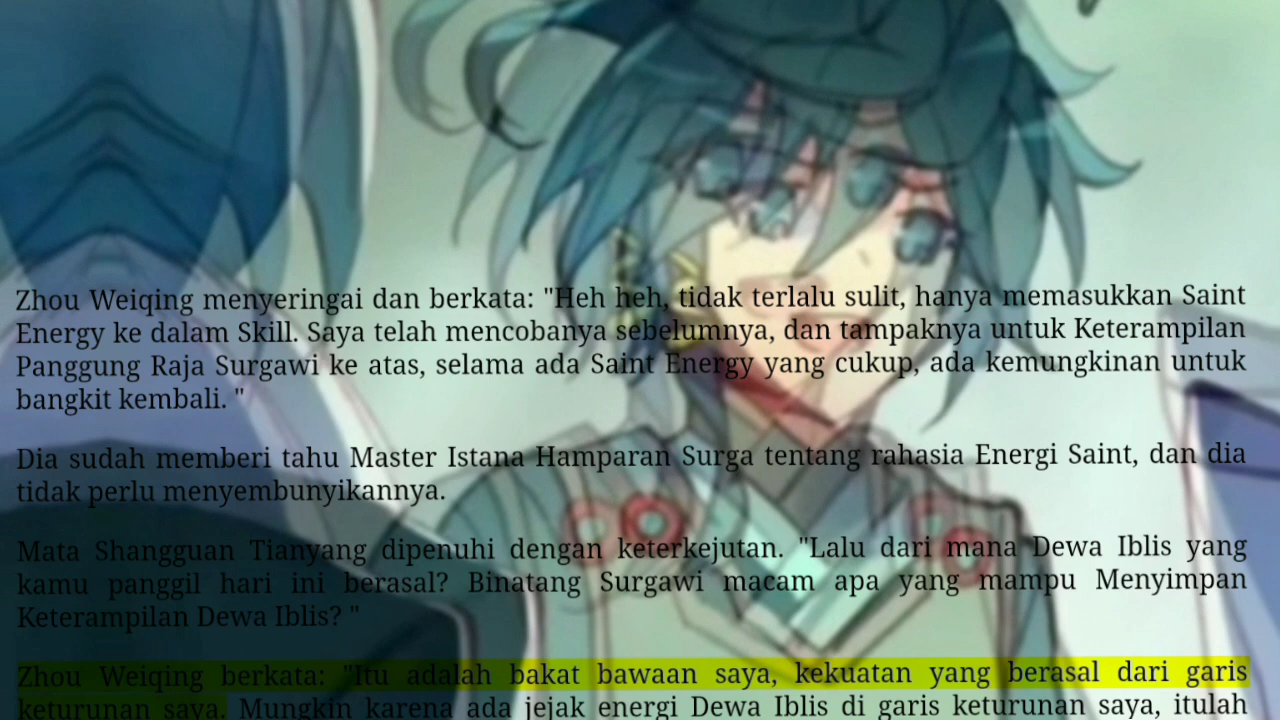 Zhou Weiqing menyeringai dan berkata: "Heh heh, tidak terlalu sulit, hanya memasukkan Saint
Energy ke dalam Skill. Saya telah mencobanya sebelumnya, dan tampaknya untuk Keterampilan
Panggung Raja Surgawi ke atas, selama ada Saint Energy yang cukup, ada kemungkinan untuk
bangkit kembali. "
Dia sudah memberi tahu Master Istana Hamparan Surga tentang rahasia Energi Saint, dan dia
tidak perlu menyembunyikannya.
Mata Shangguan Tianyang dipenuhi dengan keterkejutan. "Lalu dari mana Dewa Iblis yang
kamu panggil hari ini berasal? Binatang Surgawi macam apa yang mampu Menyimpan
Keterampilan Dewa Iblis? "
Zhou Weiqing berkata: "Itu adalah bakat bawaan saya, kekuatan yang berasal dari garis
keturunan saya. Mungkin karena ada jejak energi Dewa Iblis di garis keturunan saya, itulah